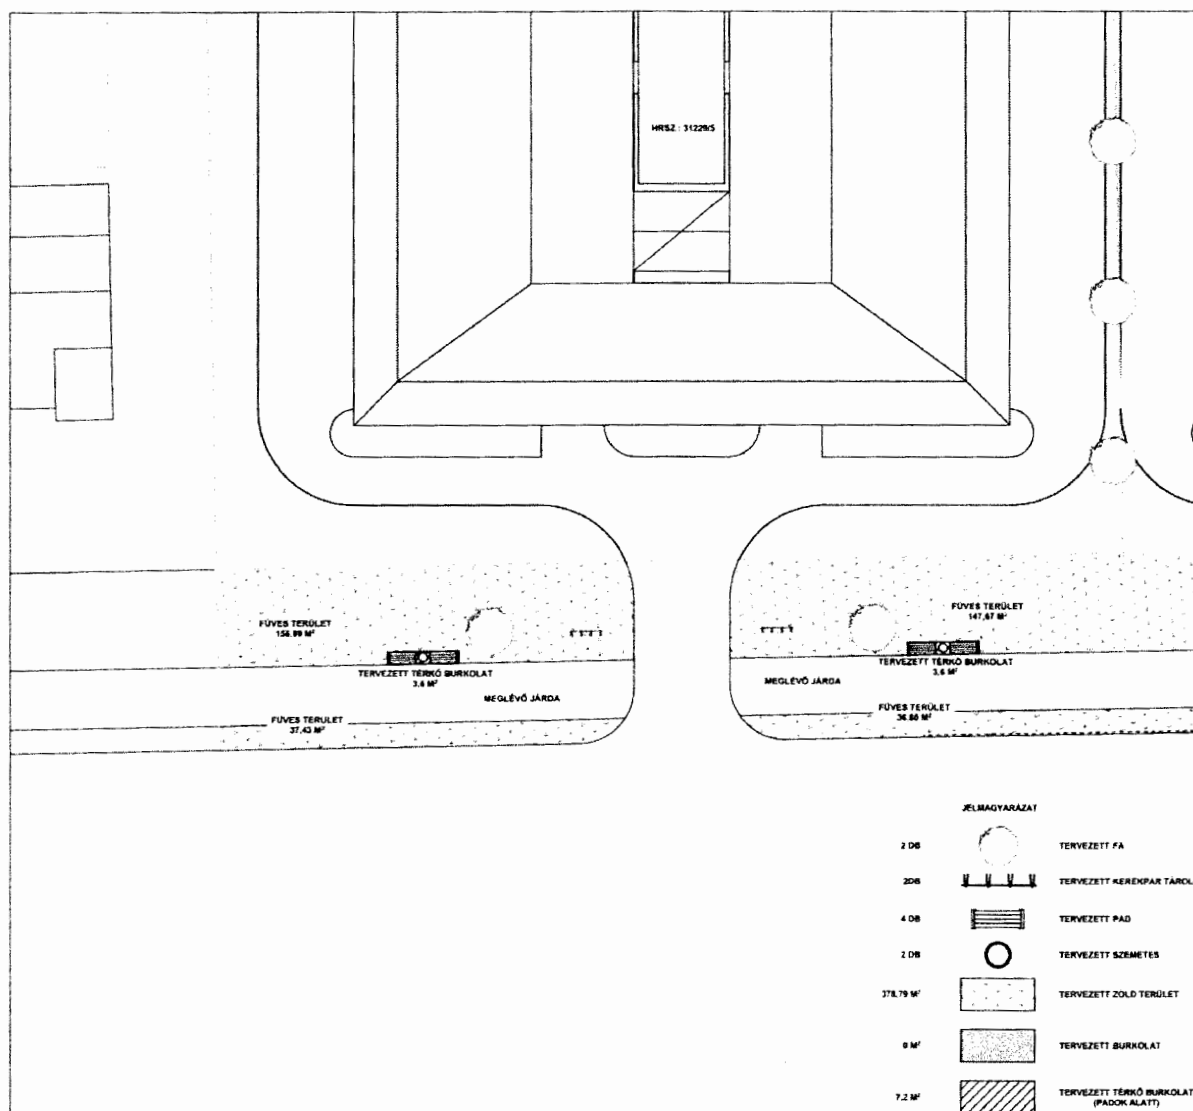 HRSZ : 31229/5
FÜVES TERÜLET
156,89 M²
FÜVES TERÜLET
147,67 M²
TERVEZETT TÉRKŐ BURKOLAT
3,6 M²
TERVEZETT TÉRKŐ BURKOLAT
3,6 M²
MEGLÉVŐ JÁRDA
MEGLÉVŐ JÁRDA
FÜVES TERÜLET
37,43 M²
FÜVES TERÜLET
36,80 M²
JELMAGYARÁZAT
2 DB TERVEZETT FA
2DB TERVEZETT KERÉKPÁR TÁROL
4 DB TERVEZETT PAD
2 DB TERVEZETT SZEMETES
378,79 M² TERVEZETT ZÖLD TERÜLET
0 M² TERVEZETT BURKOLAT
7,2 M² TERVEZETT TÉRKŐ BURKOLAT
(PADOK ALATT)